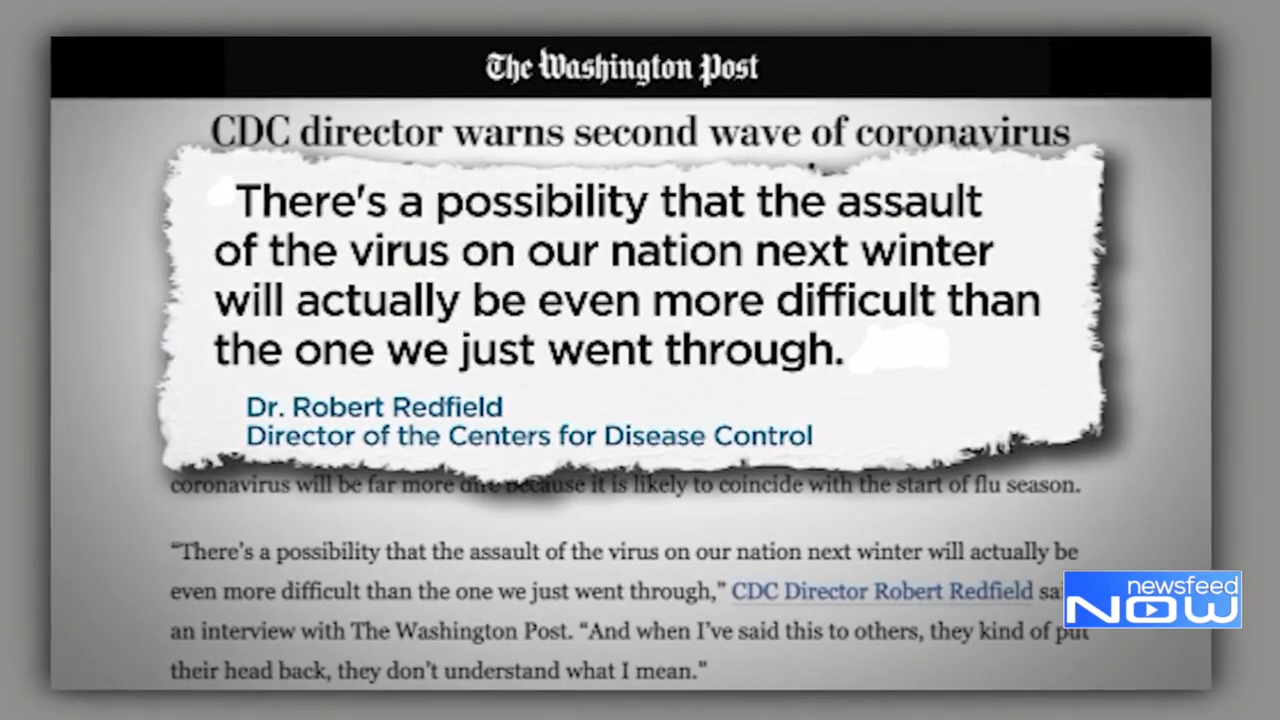 The Washington Post
CDC director warns second wave of coronavirus
There's a possibility that the assault
of the virus on our nation next winter
will actually be even more difficult than
the one we just went through.
Dr. Robert Redfield
Director of the Centers for Disease Control
coronavirus will be far more dire because it is likely to coincide with the start of flu season.
“There’s a possibility that the assault of the virus on our nation next winter will actually be
even more difficult than the one we just went through,” CDC Director Robert Redfield sai
an interview with The Washington Post. “And when I’ve said this to others, they kind of put
their head back, they don’t understand what I mean.”
newsfeed
NOW